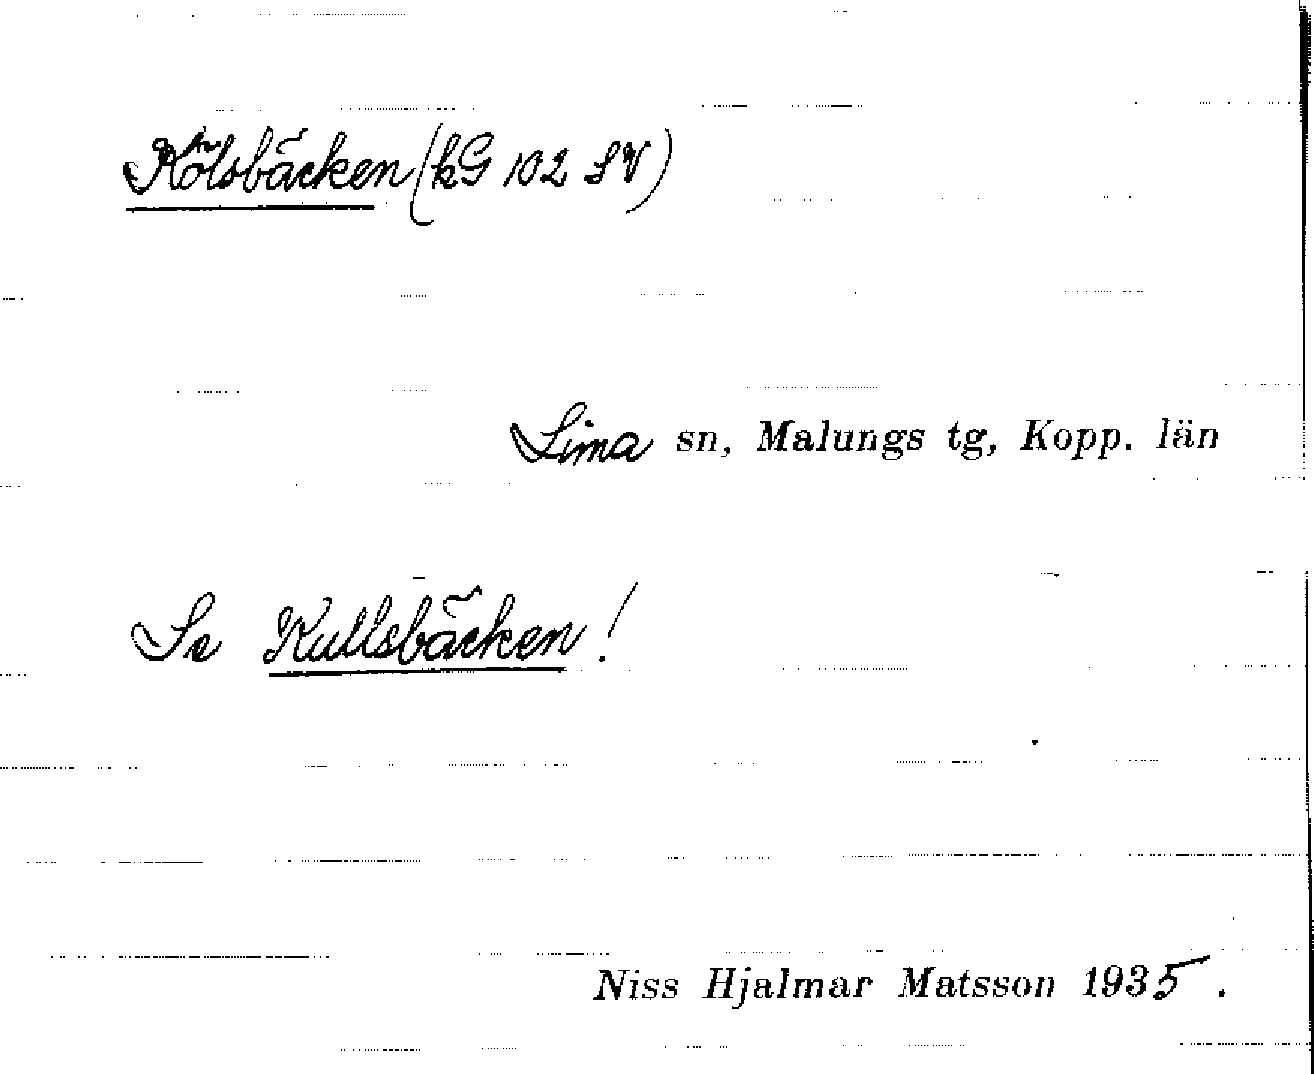 Kölsbäcken (kG 102 SV)
Lima sn, Malungs tg, Kopp. län
Se Kullsbäcken!
Niss Hjalmar Matsson 1935.